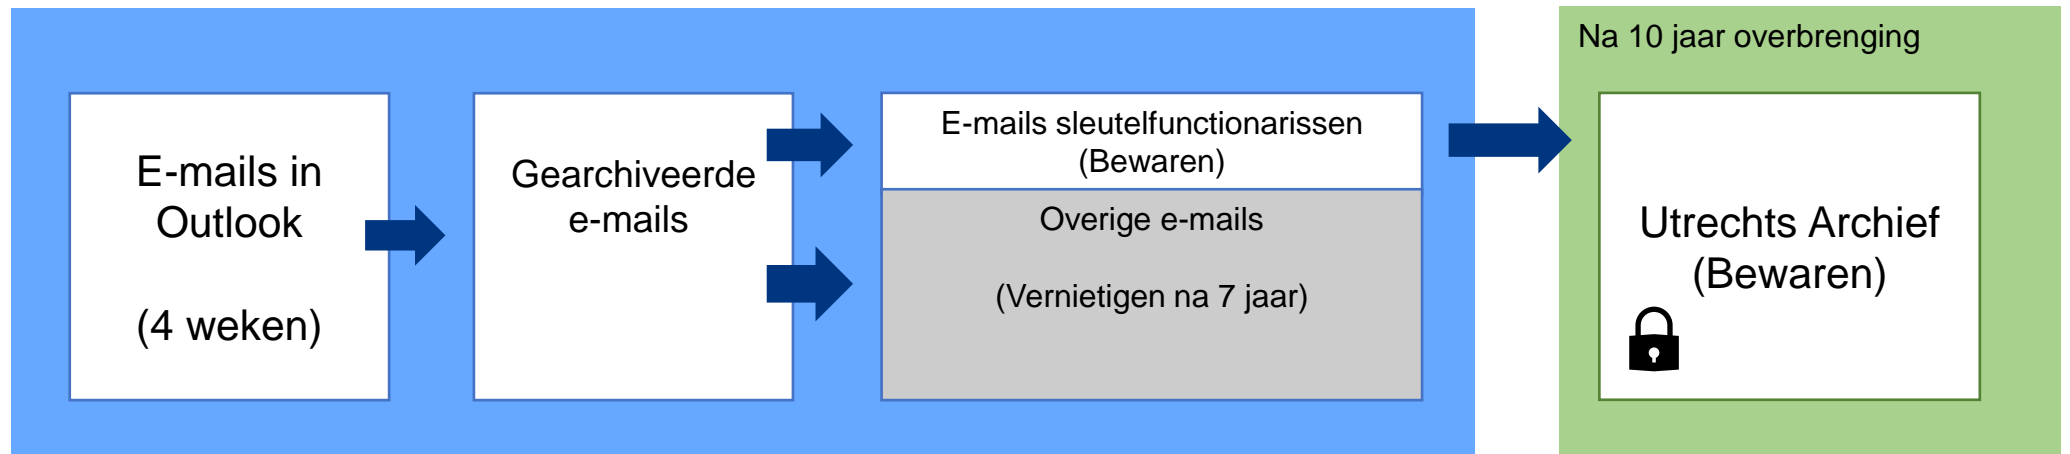 E-mails in
Outlook
(4 weken)
Gearchiveerde
e-mails
E-mails sleutelfunctionarissen
(Bewaren)
Overige e-mails
(Vernietigen na 7 jaar)
Na 10 jaar overbrenging
Utrechts Archief
(Bewaren)